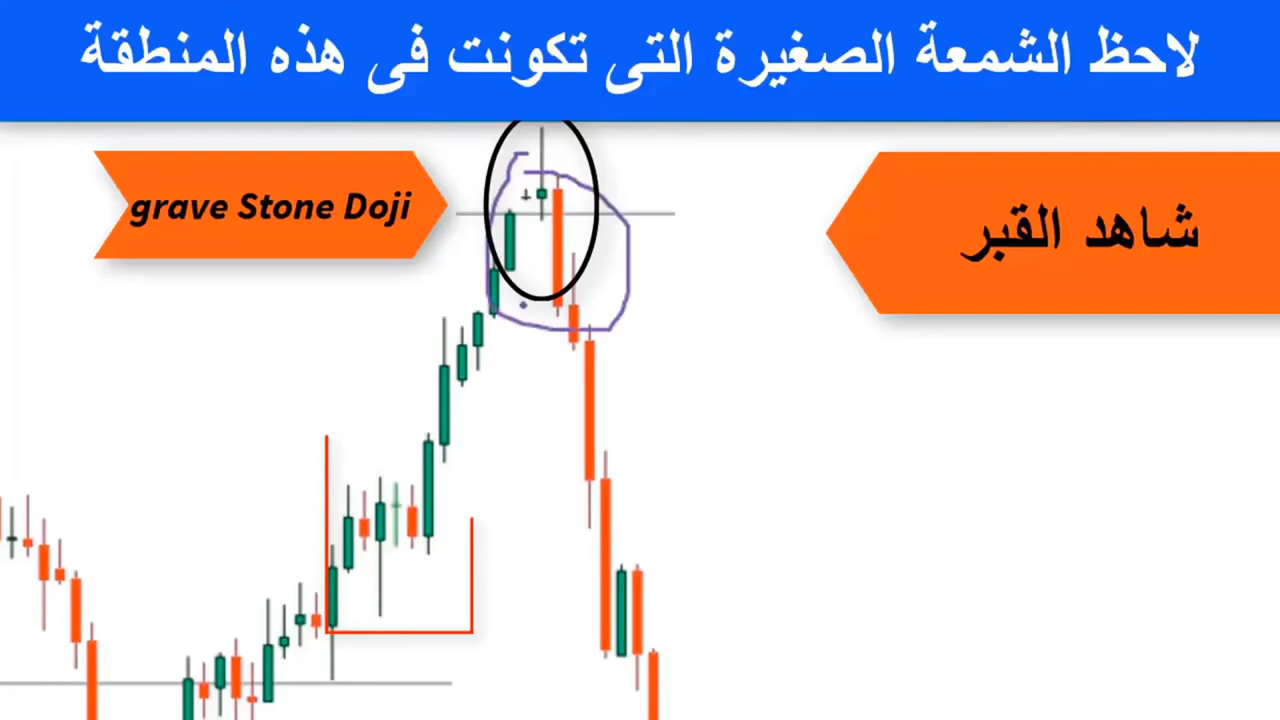 لاحظ الشمعة الصغيرة التى تكونت فى هذه المنطقة
grave Stone Doji
شاهد القبر